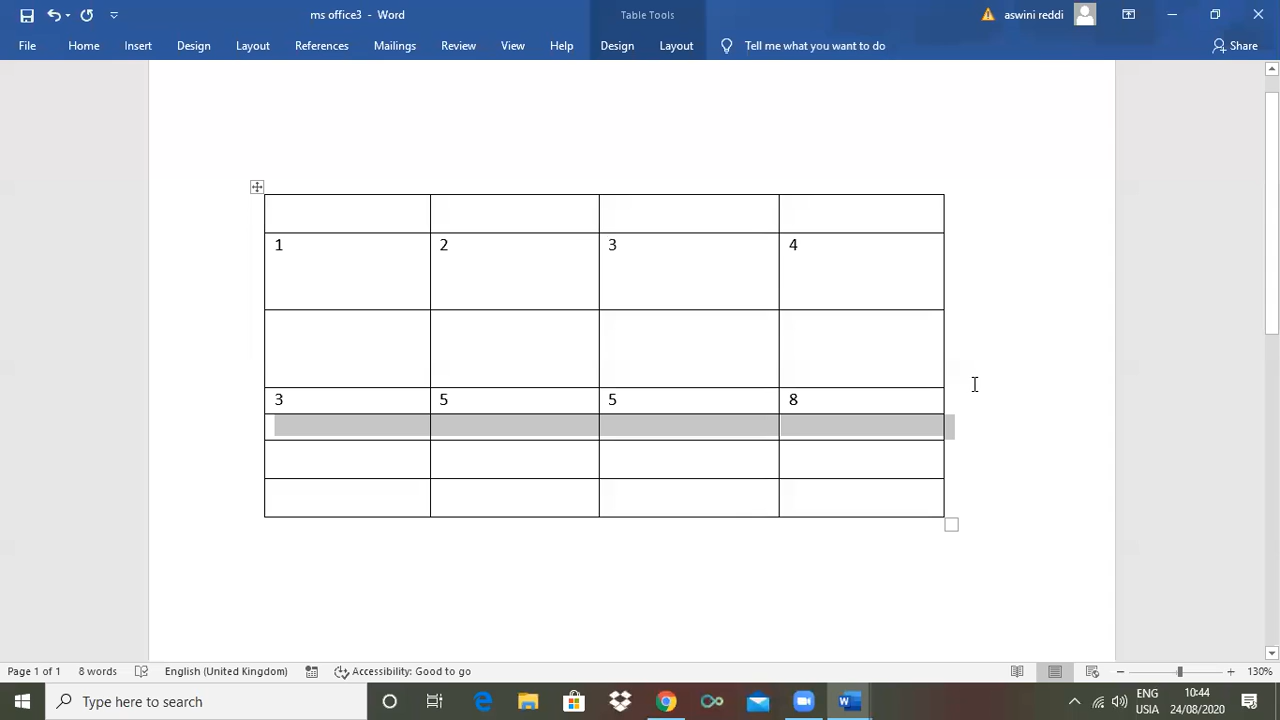 ms office3 - Word
Table Tools
aswini reddi
File Home Insert Design Layout References Mailings Review View Help Design Layout Tell me what you want to do Share
1 2 3 4
3 5 5 8
Page 1 of 1 8 words English (United Kingdom) Accessibility: Good to go 130%
Type here to search
ENG
USIA
10:44
24/08/2020